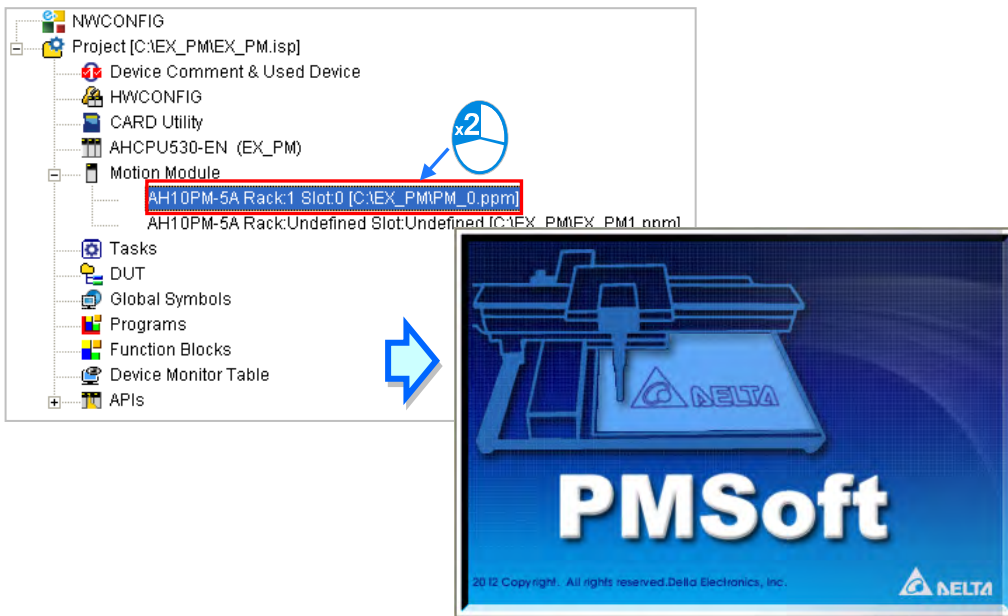 NWCONFIG
Project [C:\EX_PM\EX_PM.isp]
Device Comment & Used Device
HWCONFIG
CARD Utility
x2
AHCPU530-EN (EX_PM)
Motion Module
AH10PM-5A Rack:1 Slot:0 [C:\EX_PM\PM_0.ppm]
AH10PM-5A Rack:Undefined Slot:Undefined [C:\EX_PM\EX_PM1.ppm]
Tasks
DUT
Global Symbols
Programs
Function Blocks
Device Monitor Table
APIs
DELTA
PMSoft
2012 Copyright. All rights reserved.Delta Electronics, Inc.
DELTA